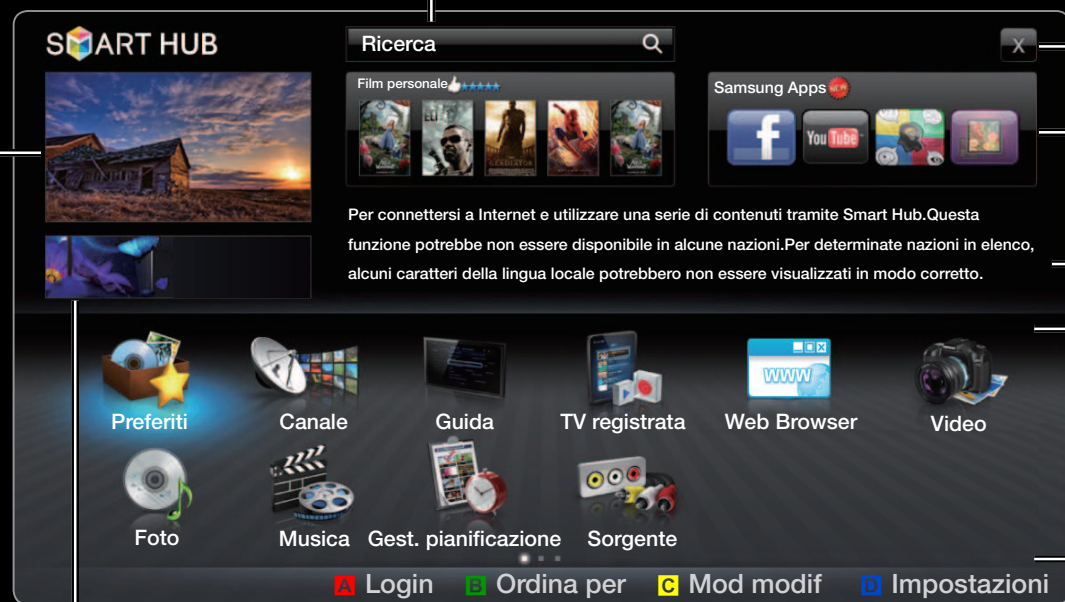 SMART HUB
Ricerca
X
Film personale
Samsung Apps NEW
ELI
GLADIATOR
f
You Tube
Per connettersi a Internet e utilizzare una serie di contenuti tramite Smart Hub.Questa
funzione potrebbe non essere disponibile in alcune nazioni.Per determinate nazioni in elenco,
alcuni caratteri della lingua locale potrebbero non essere visualizzati in modo corretto.
WWW
Preferiti Canale Guida TV registrata Web Browser Video
Foto Musica Gest. pianificazione Sorgente
A Login B Ordina per C Mod modif D Impostazioni